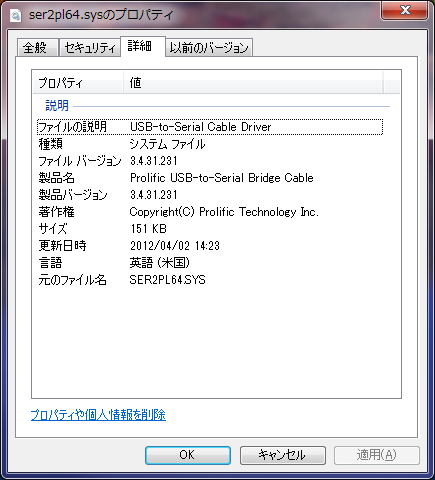 ser2pl64.sysのプロパティ
全般 セキュリティ 詳細 以前のバージョン
プロパティ 値
説明
ファイルの説明 USB-to-Serial Cable Driver
種類 システム ファイル
ファイル バージョン 3.4.31.231
製品名 Prolific USB-to-Serial Bridge Cable
製品バージョン 3.4.31.231
著作権 Copyright(C) Prolific Technology Inc.
サイズ 151 KB
更新日時 2012/04/02 14:23
言語 英語 (米国)
元のファイル名 SER2PL64.SYS
プロパティや個人情報を削除
OK キャンセル 適用(A)